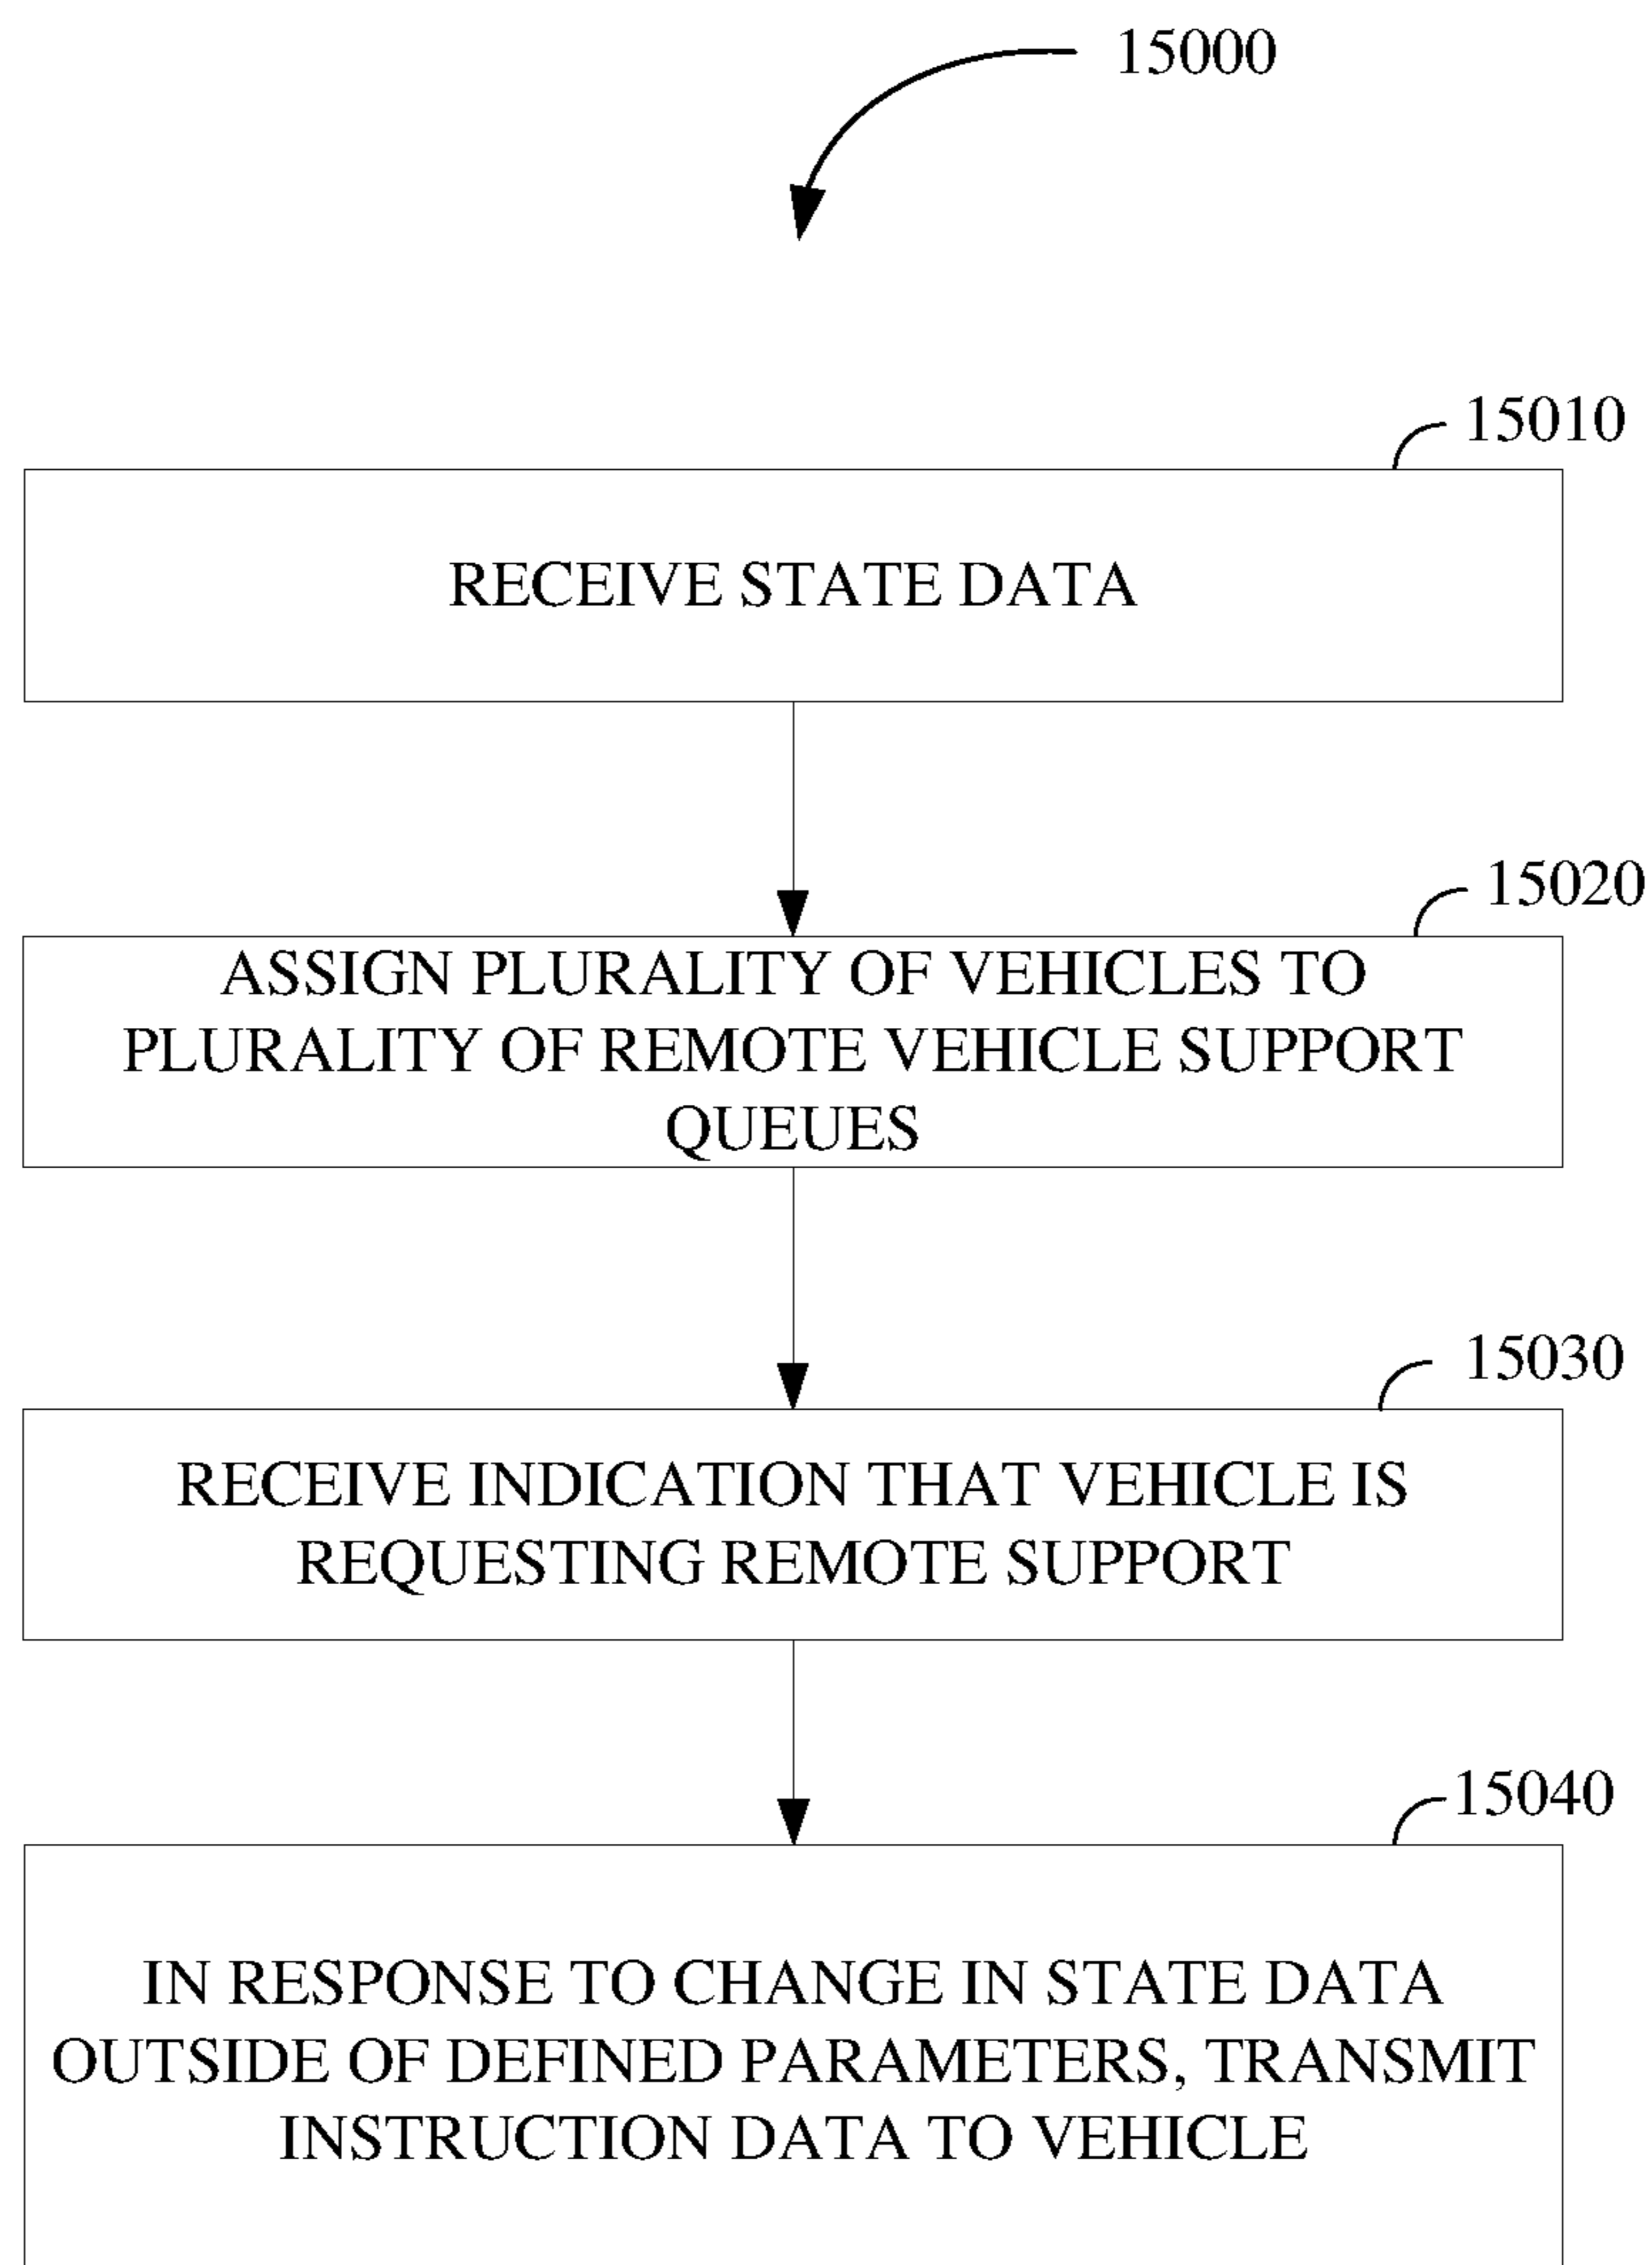 15000
15010
RECEIVE STATE DATA
15020
ASSIGN PLURALITY OF VEHICLES TO
PLURALITY OF REMOTE VEHICLE SUPPORT
QUEUES
15030
RECEIVE INDICATION THAT VEHICLE IS
REQUESTING REMOTE SUPPORT
15040
IN RESPONSE TO CHANGE IN STATE DATA
OUTSIDE OF DEFINED PARAMETERS, TRANSMIT
INSTRUCTION DATA TO VEHICLE